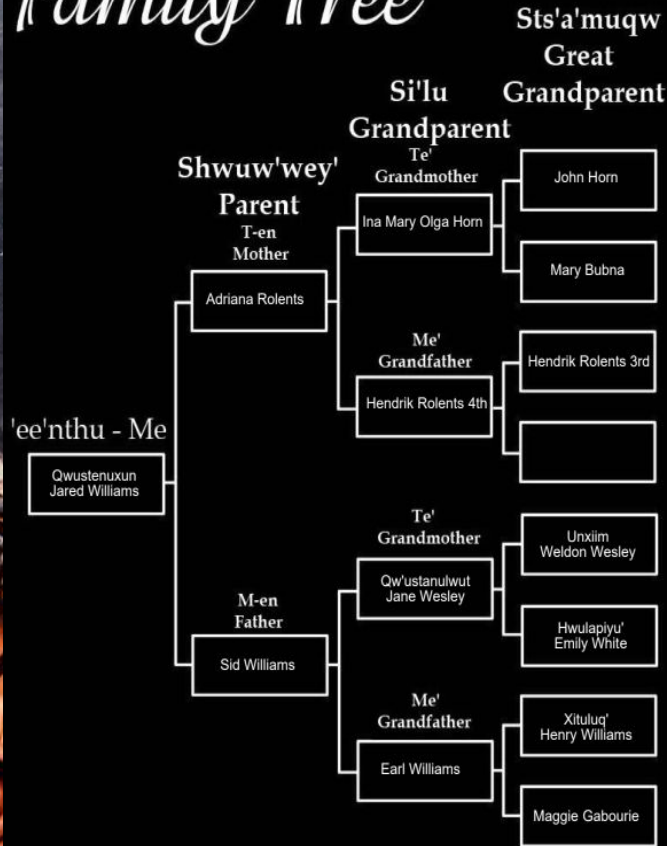 Family Tree
Sts'a'muqw
Great
Grandparent
Si'lu
Grandparent
Shwuw'wey'
Parent
Te'
Grandmother
John Horn
Ina Mary Olga Horn
T-en
Mother
Mary Bubna
Adriana Rolents
Me'
Grandfather
Hendrik Rolents 3rd
Hendrik Rolents 4th
'ee'nthu - Me
Qwustenuxun
Jared Williams
Te'
Grandmother
Unxiim
Weldon Wesley
Qw'ustanulwut
Jane Wesley
M-en
Father
Hwulapiyu'
Emily White
Sid Williams
Me'
Grandfather
Xituluq'
Henry Williams
Earl Williams
Maggie Gabourie